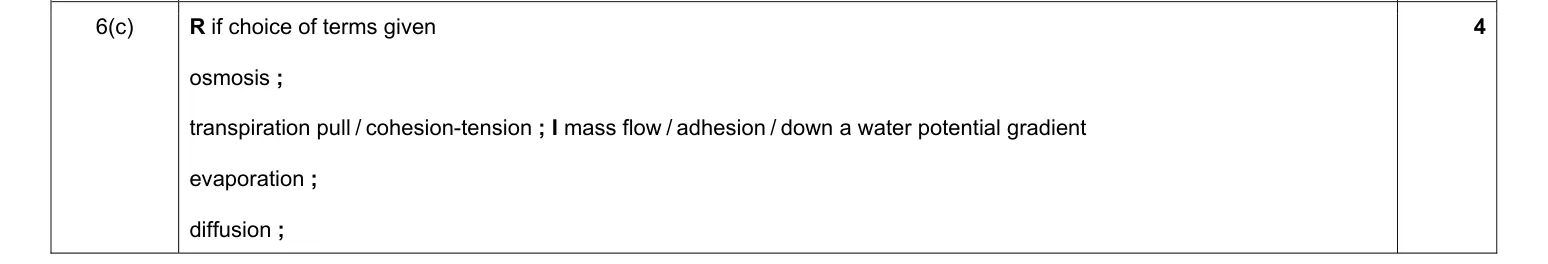 6(c) R if choice of terms given 4
osmosis ;
transpiration pull / cohesion-tension ; I mass flow / adhesion / down a water potential gradient
evaporation ;
diffusion ;